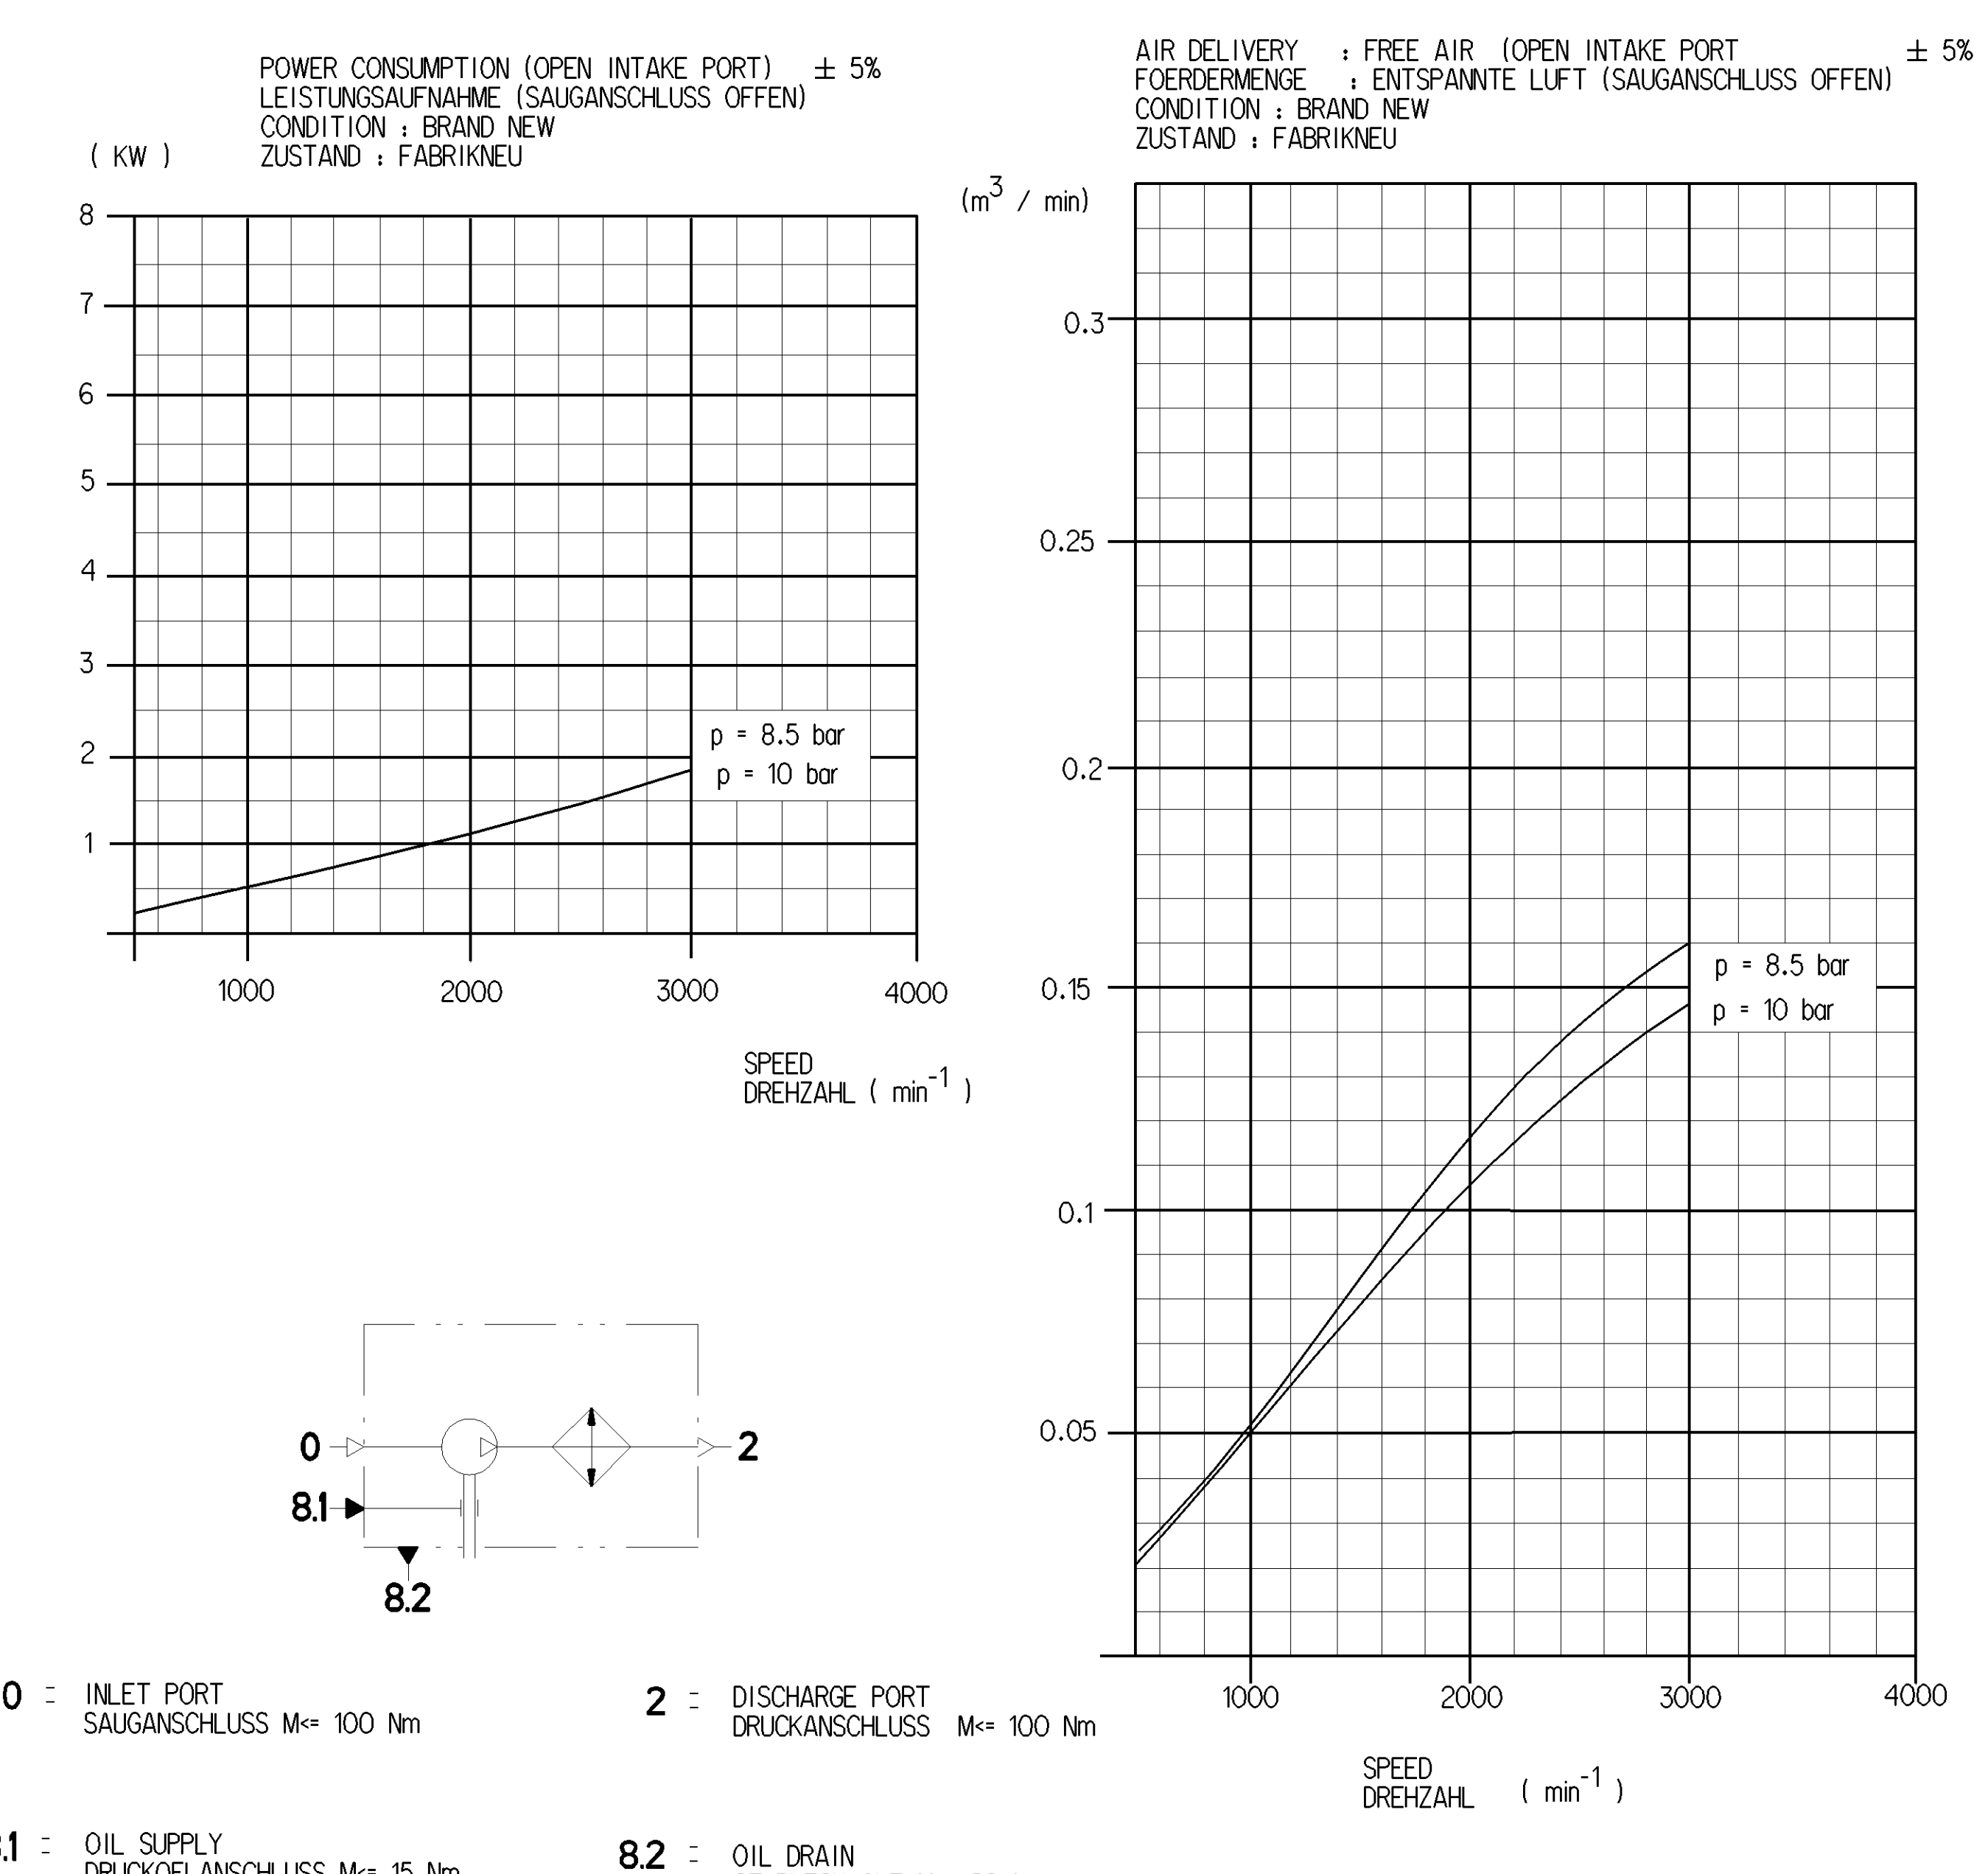 POWER CONSUMPTION (OPEN INTAKE PORT) ± 5%
LEISTUNGSAUFNAHME (SAUGANSCHLUSS OFFEN)
CONDITION : BRAND NEW
ZUSTAND : FABRIKNEU
( KW )
8
7
6
5
4
3
2
1
p = 8.5 bar
p = 10 bar
1000 2000 3000 4000
SPEED
DREHZAHL ( min-1 )
AIR DELIVERY : FREE AIR (OPEN INTAKE PORT ± 5%
FOERDERMENGE : ENTSPANNTE LUFT (SAUGANSCHLUSS OFFEN)
CONDITION : BRAND NEW
ZUSTAND : FABRIKNEU
(m3 / min)
0.3
0.25
0.2
0.15
0.1
0.05
p = 8.5 bar
p = 10 bar
1000 2000 3000 4000
SPEED
DREHZAHL ( min-1 )
0
2
8.1
8.2
0 = INLET PORT
SAUGANSCHLUSS M<= 100 Nm
2 = DISCHARGE PORT
DRUCKANSCHLUSS M<= 100 Nm
.1 = OIL SUPPLY
DRUCKOELANSCHLUSS M<= 15 Nm
8.2 = OIL DRAIN